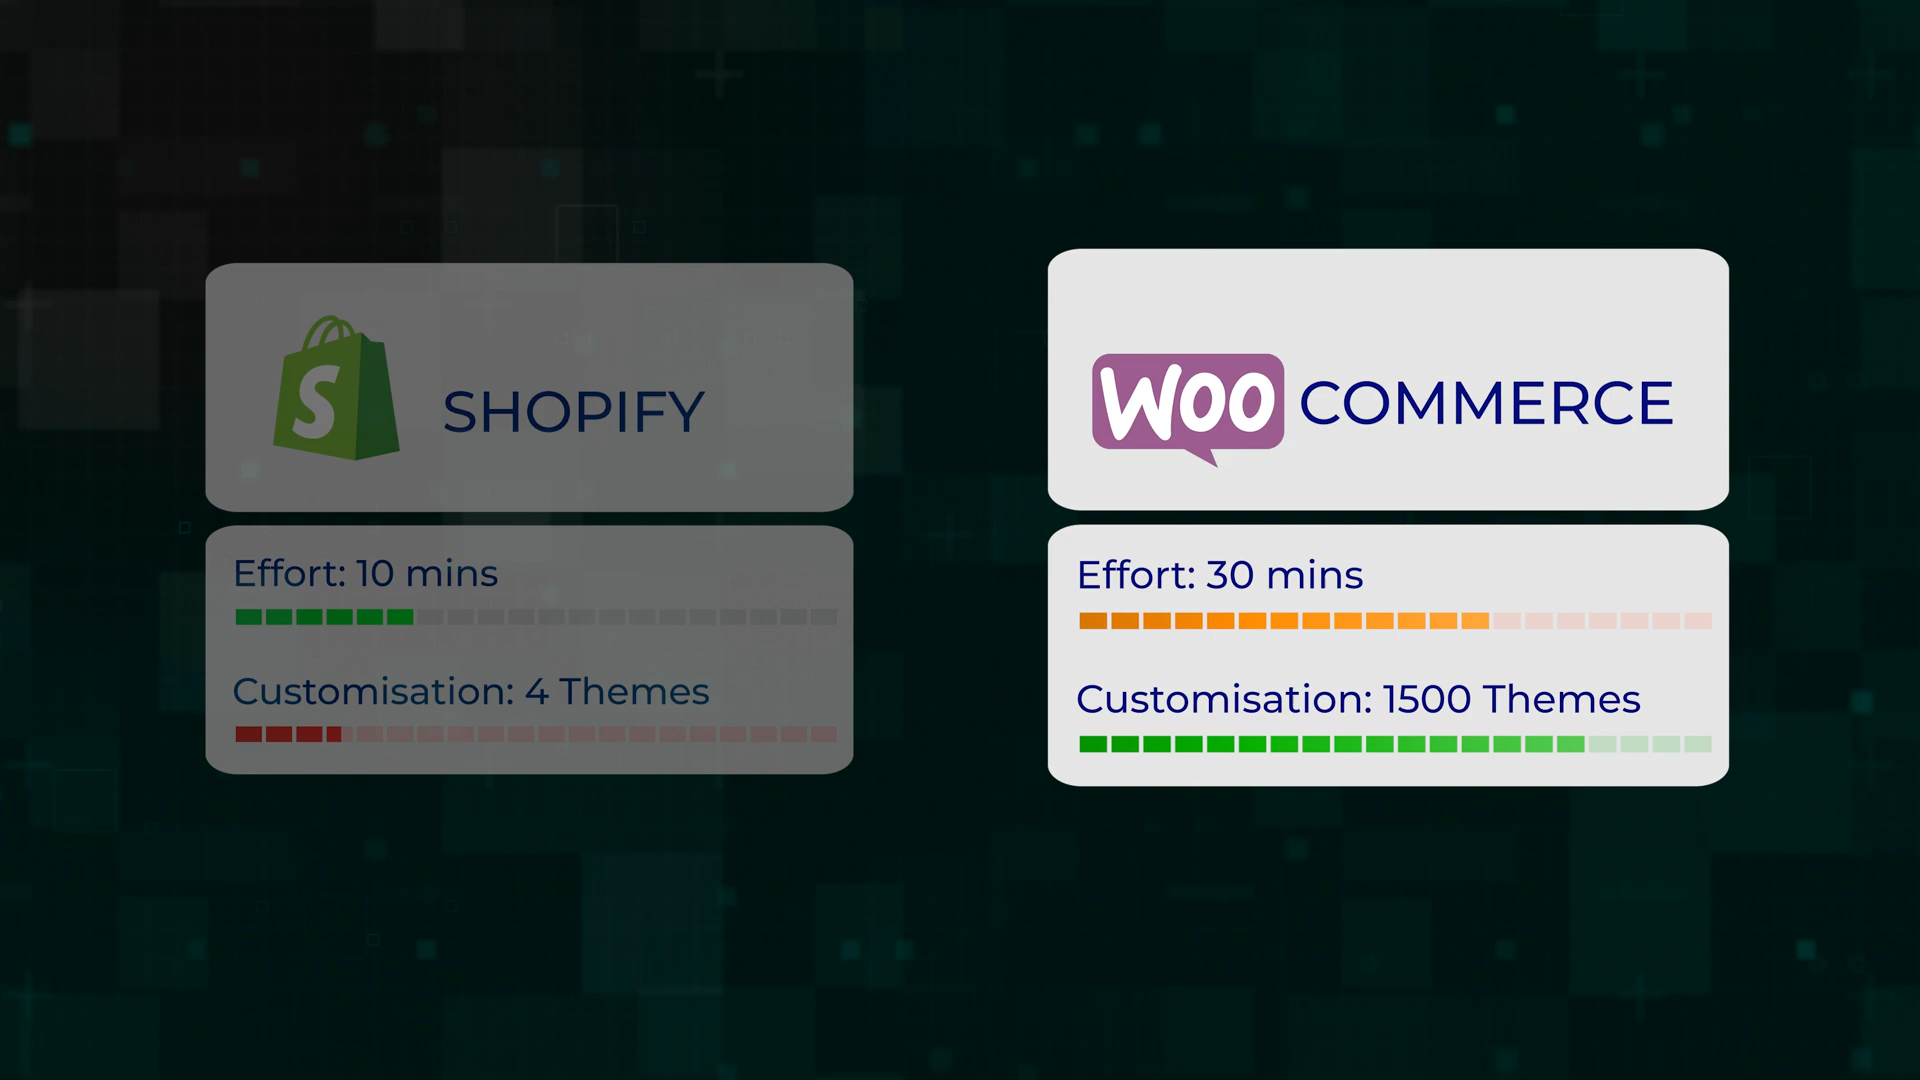 S SHOPIFY
Effort: 10 mins
Customisation: 4 Themes
WOO COMMERCE
Effort: 30 mins
Customisation: 1500 Themes